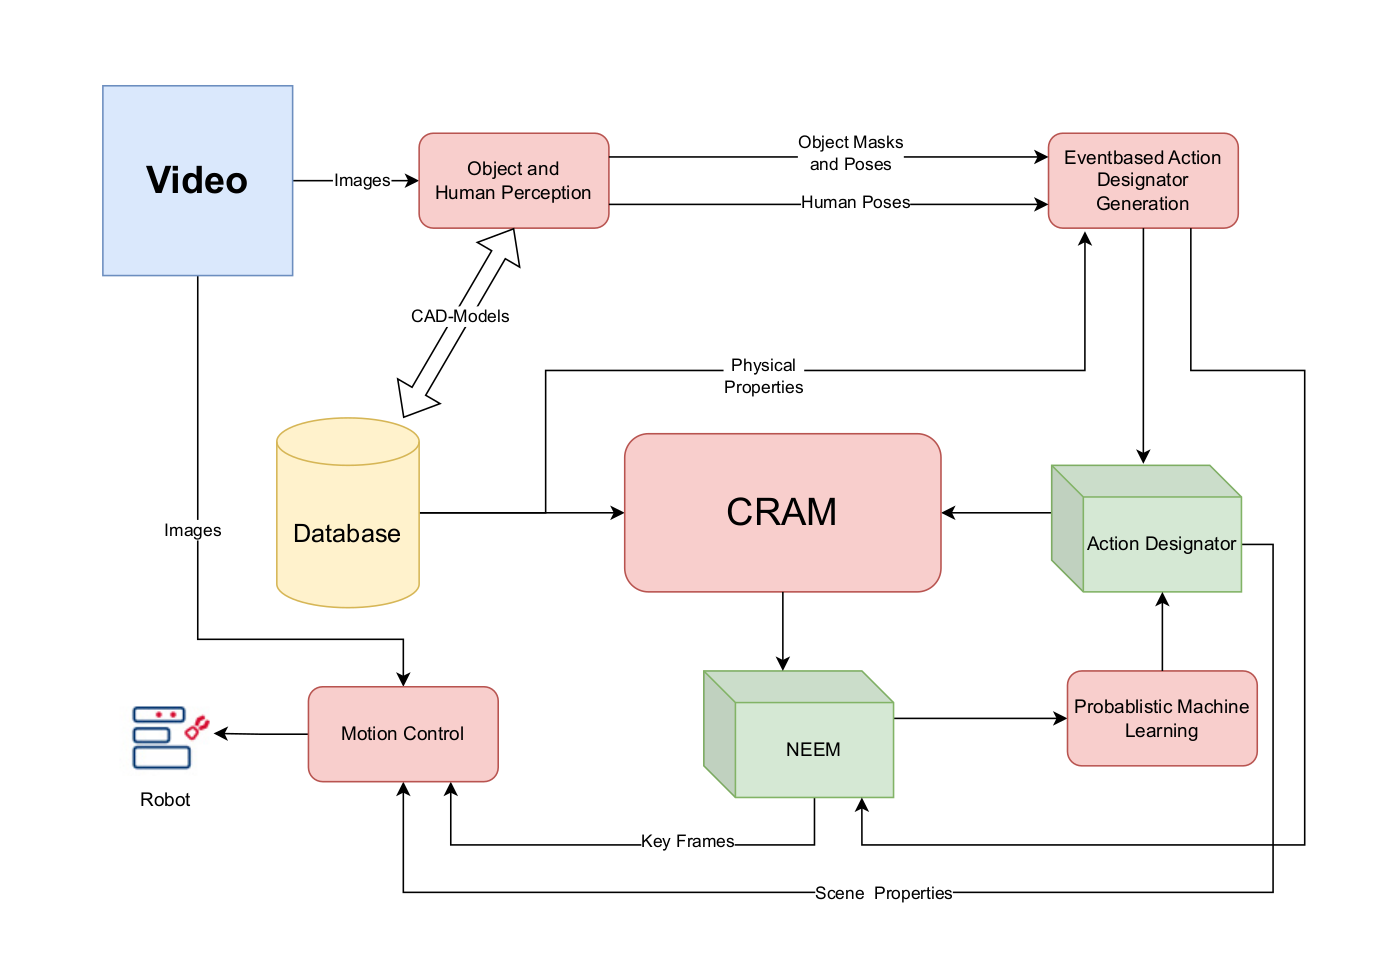 Video
Images
Object and
Human Perception
Object Masks
and Poses
Human Poses
Eventbased Action
Designator
Generation
CAD-Models
Physical
Properties
Images
Database
CRAM
Action Designator
Motion Control
Robot
NEEM
Probablistic Machine
Learning
Key Frames
Scene  Properties